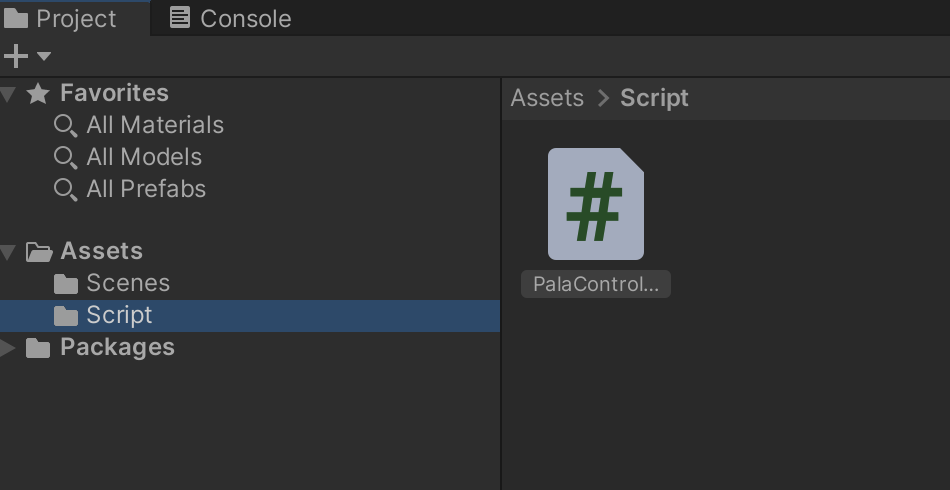 Project
Console
Favorites
All Materials
All Models
All Prefabs
Assets
Scenes
Script
Packages
Assets > Script
#
PalaControl...